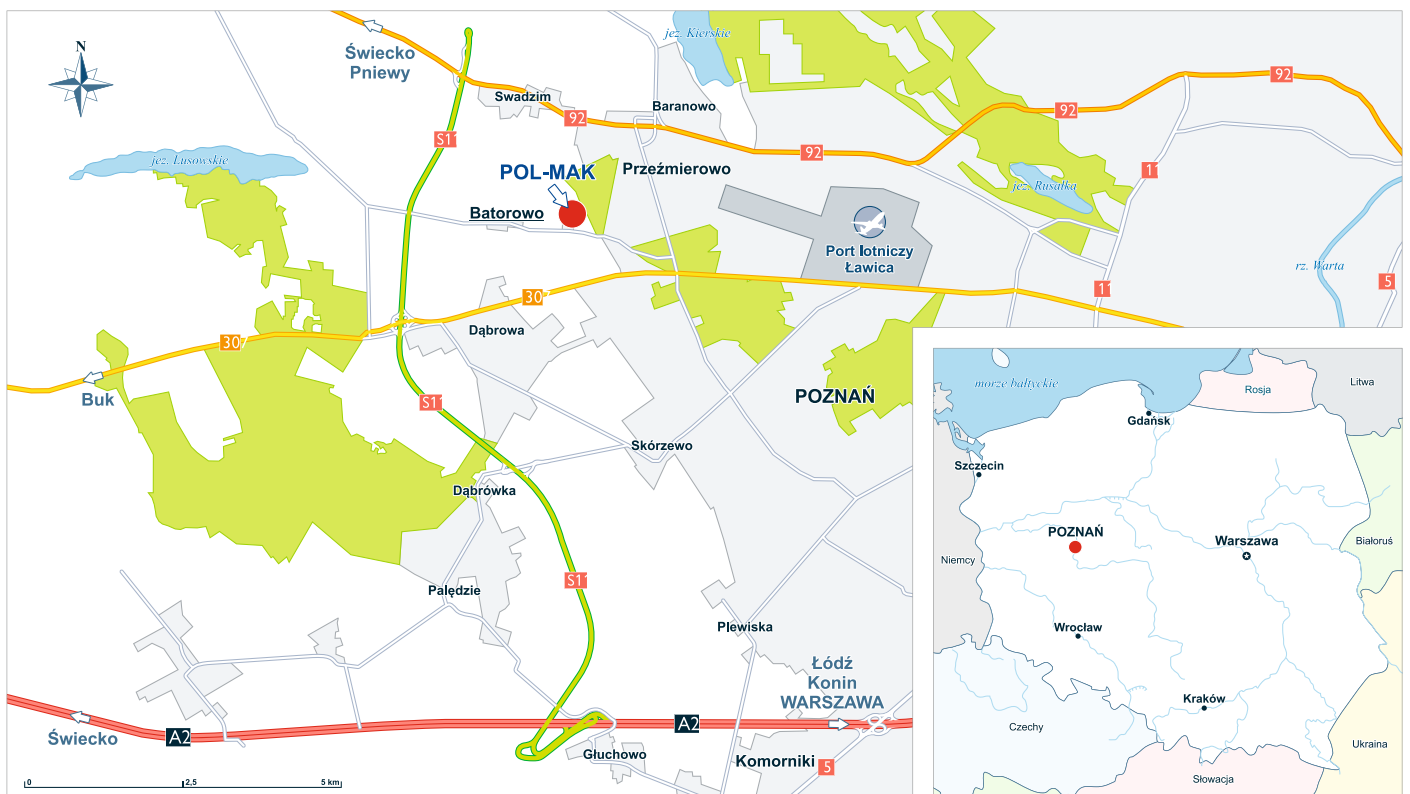 N
Świecko
Pniewy
jez. Kierskie
92
Swadzim
Baranowo
92
92
S11
92
11
jez. Lusowskie
POL-MAK
Przeźmierowo
jez. Rusałka
Batorowo
Port lotniczy
Ławica
rz. Warta
5
11
307
Dąbrowa
307
Buk
S11
POZNAŃ
Skórzewo
Dąbrówka
S11
Palędzie
Plewiska
Łódź
Konin
WARSZAWA
A2
A2
Świecko
Głuchowo
Komorniki
5
0
2,5
5 km
morze bałtyckie
Rosja
Litwa
Gdańsk
Szczecin
POZNAŃ
Warszawa
Białoruś
Niemcy
Wrocław
Kraków
Czechy
Ukraina
Słowacja